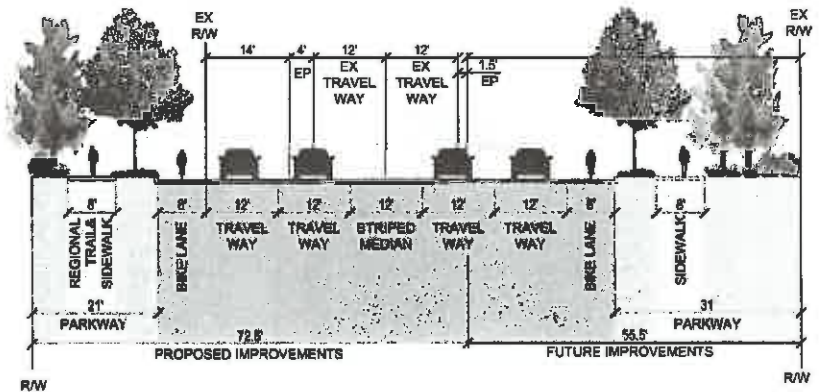 EX
R/W
EX
R/W
14'
4'
12'
12'
1.5'
EP
EX
TRAVEL
WAY
EX
TRAVEL
WAY
EP
8'
8'
12'
12'
12'
12'
12'
8'
8'
REGIONAL
TRAIL &
SIDEWALK
BIKE LANE
TRAVEL
WAY
TRAVEL
WAY
STRIPED
MEDIAN
TRAVEL
WAY
TRAVEL
WAY
BIKE LANE
SIDEWALK
21'
PARKWAY
31
PARKWAY
72.5'
PROPOSED IMPROVEMENTS
55.5'
FUTURE IMPROVEMENTS
R/W
R/W